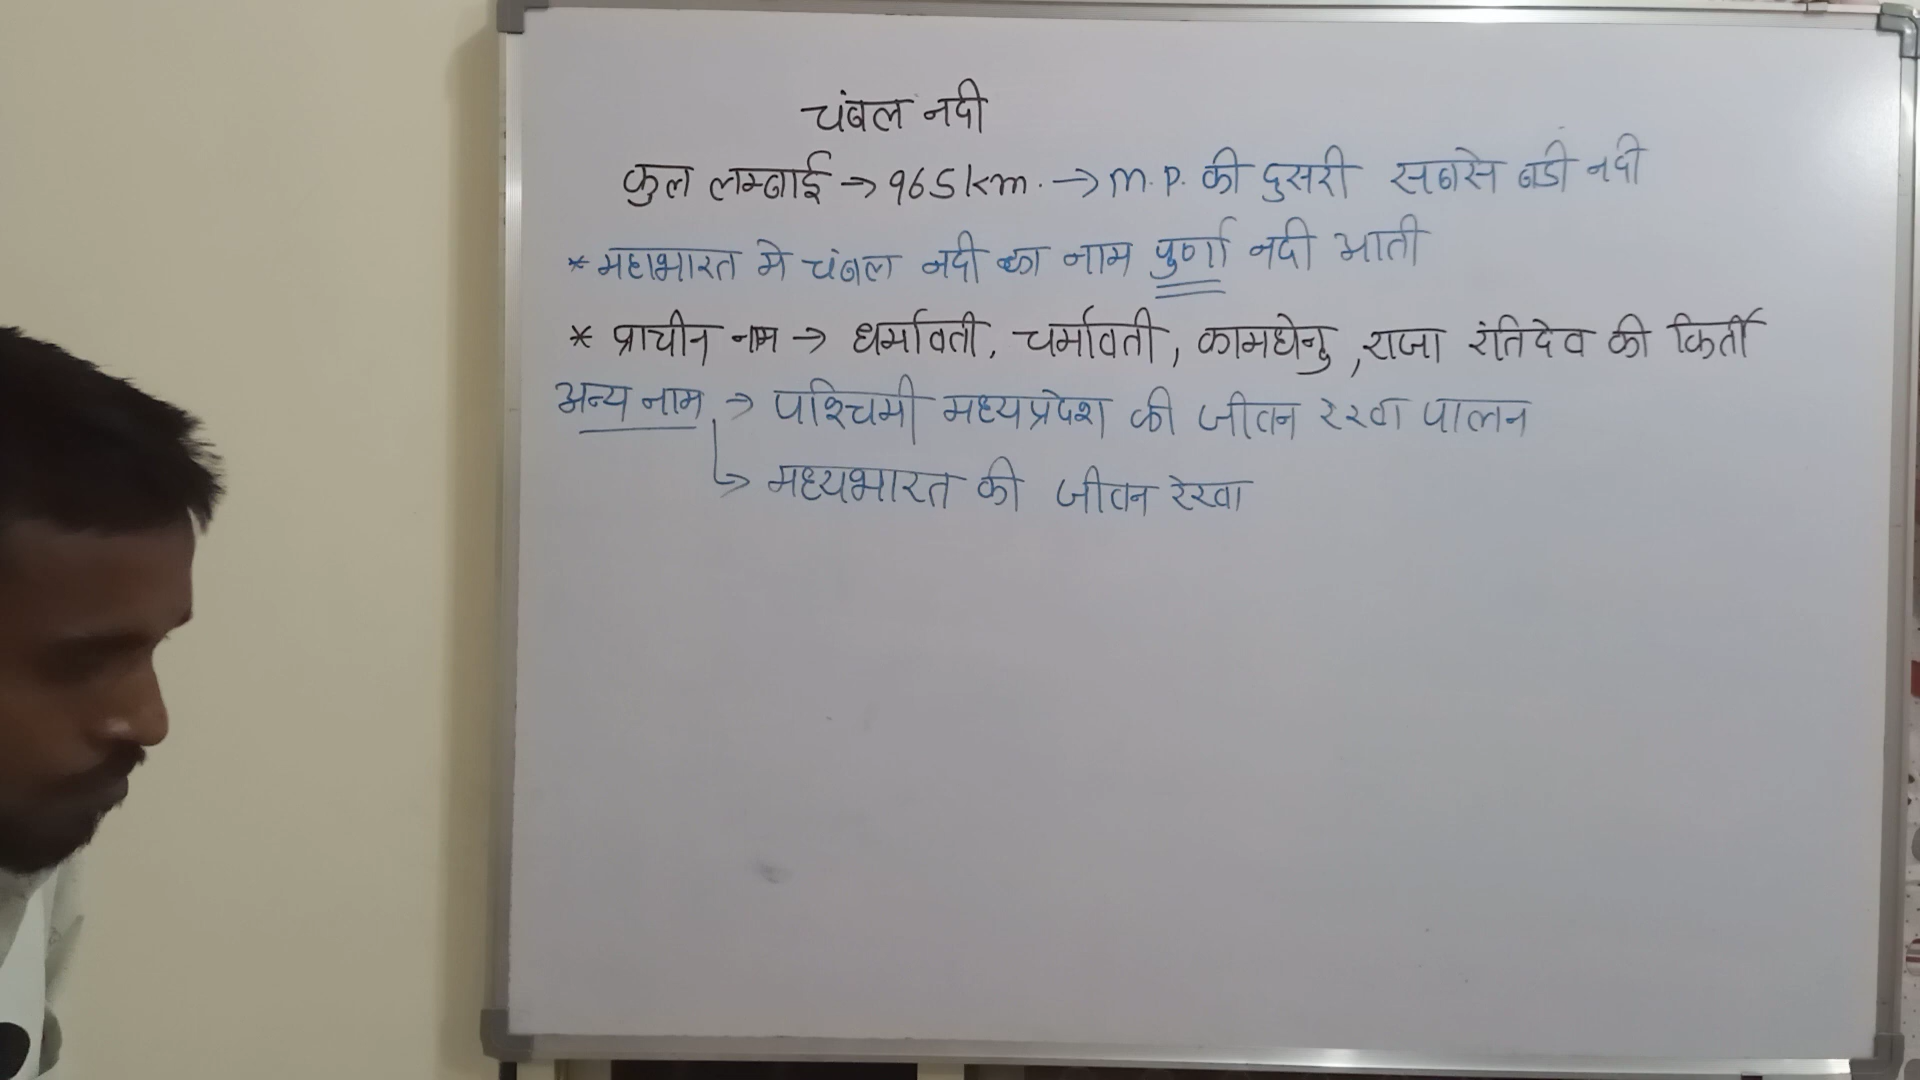 चंबल नदी
कुल लम्बाई → 965 km. → M.P. की दुसरी सबसे बडी नदी
* महाभारत मे चंबल नदी का नाम पुर्णा नदी आती
* प्राचीन नाम → धर्मावती, चर्मावती, कामधेनु, राजा रंतिदेव की किर्ती
अन्य नाम → पश्चिमी मध्यप्रदेश की जीवन रेखा पालन
↳ मध्यभारत की जीवन रेखा